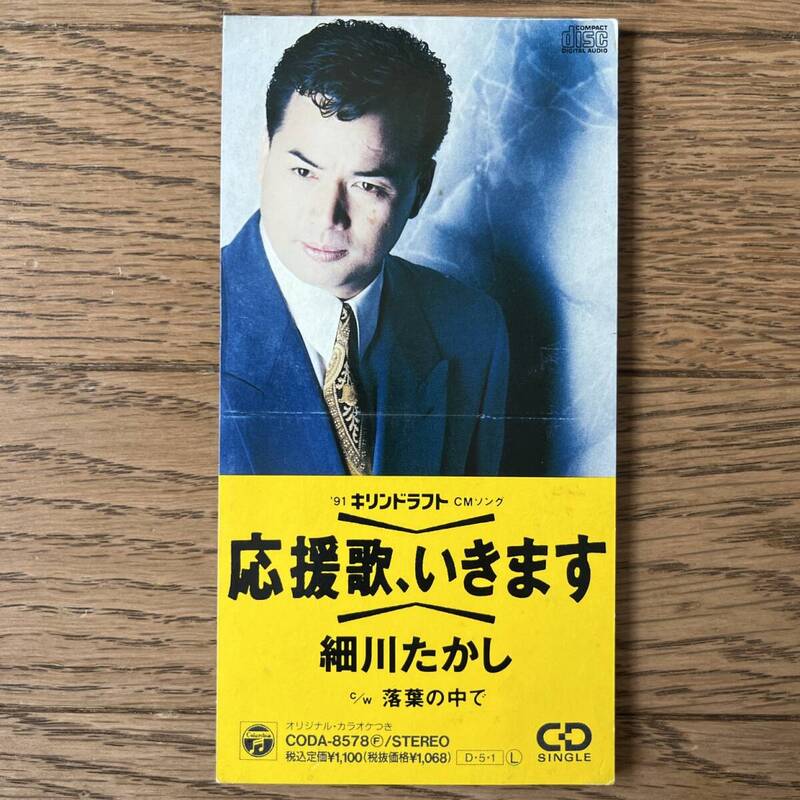 COMPACT
disc
DIGITAL AUDIO
'91 キリンドラフト CMソング
応援歌、いきます
細川たかし
c/w 落葉の中で
オリジナル・カラオケつき
Columbia
CODA-8578Ⓕ/STEREO
税込定価¥1,100(税抜価格¥1,068) D・5・1 Ⓛ
CD
SINGLE